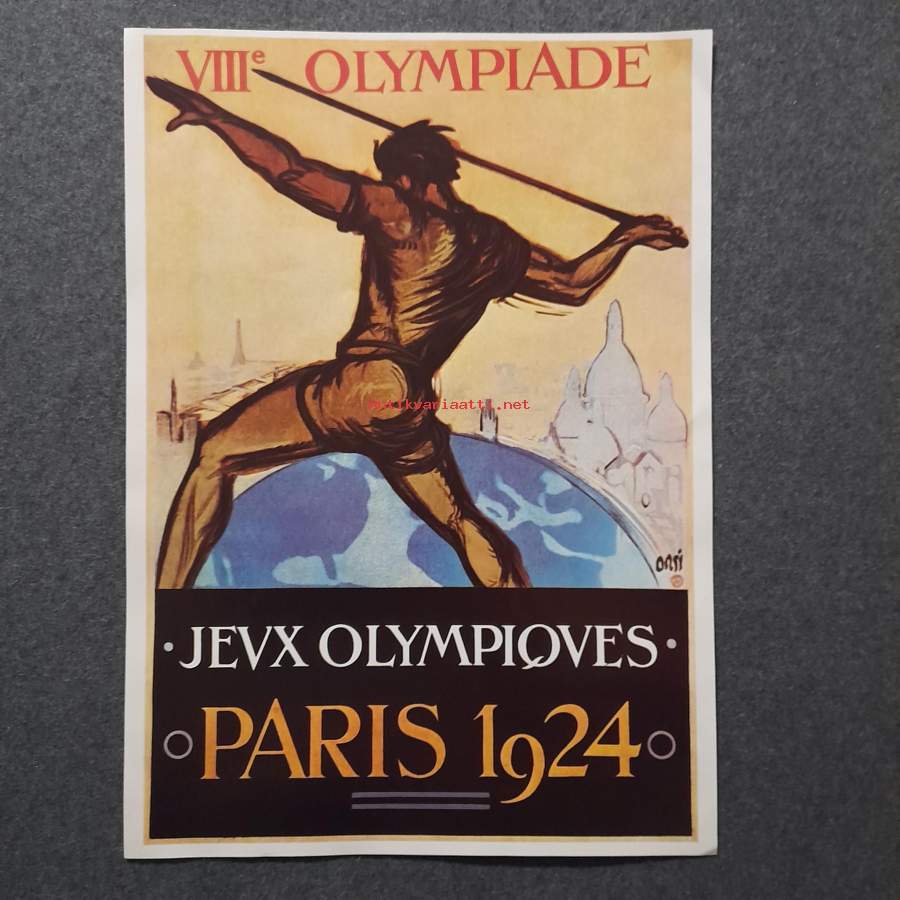 VIIIe OLYMPIADE
antikvariaatti.net
orsi
· JEVX OLYMPIQVES ·
PARIS 1924